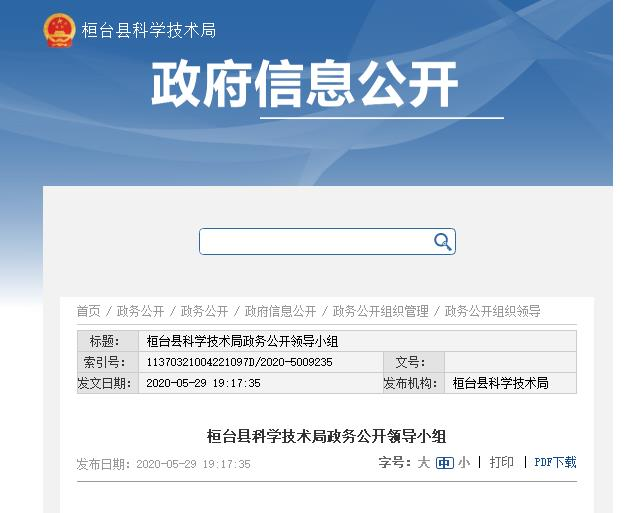 桓台县科学技术局
政府信息公开
首页 / 政务公开 / 政务公开 / 政府信息公开 / 政务公开组织管理 / 政务公开组织领导
标题: 桓台县科学技术局政务公开领导小组
索引号: 11370321004221097D/2020-5009235 文号:
发文日期: 2020-05-29 19:17:35 发布机构: 桓台县科学技术局
桓台县科学技术局政务公开领导小组
发布日期: 2020-05-29 19:17:35 字号: 大 中 小 | 打印 | PDF下载